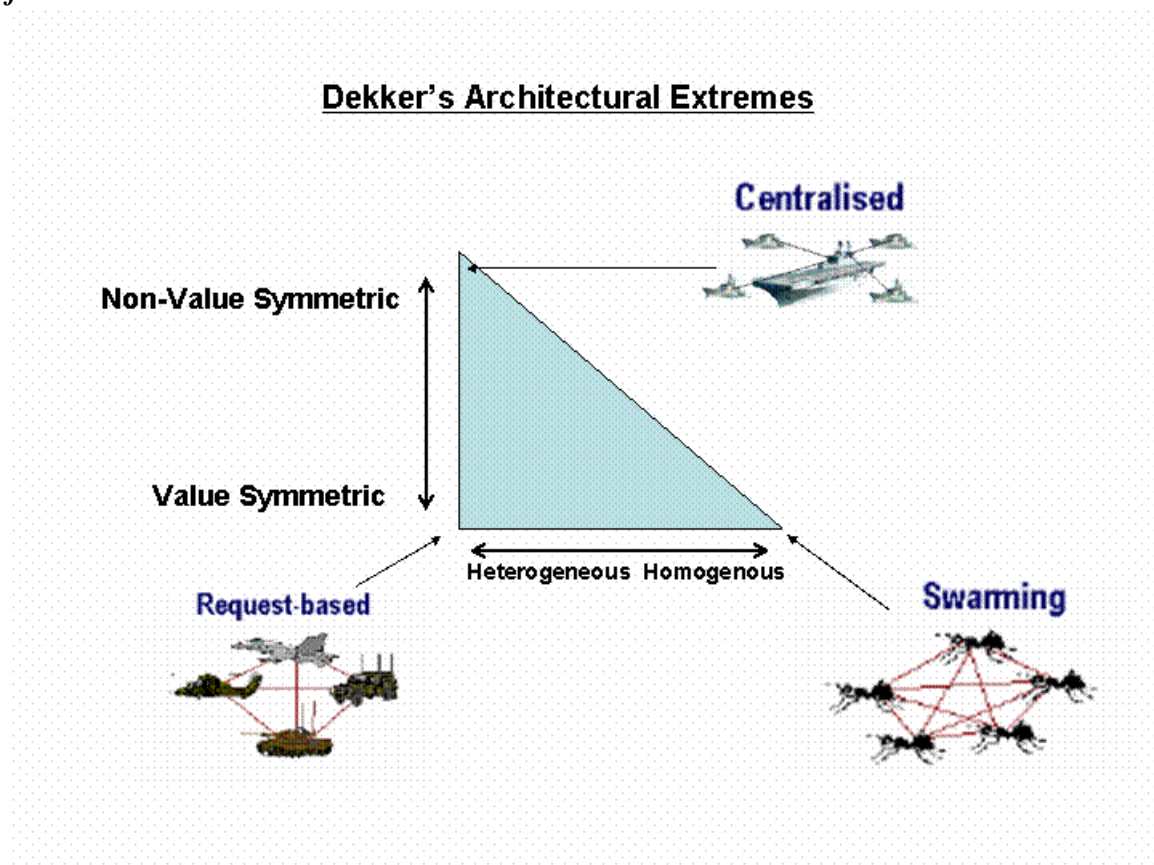 Dekker's Architectural Extremes
Centralised
Non-Value Symmetric
Value Symmetric
Heterogeneous Homogenous
Request-based
Swarming